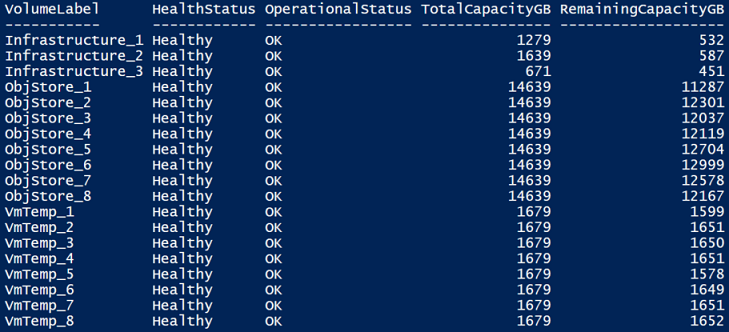 VolumeLabel HealthStatus OperationalStatus TotalCapacityGB RemainingCapacityGB
----------- ------------ ----------------- --------------- -------------------
Infrastructure_1 Healthy OK 1279 532
Infrastructure_2 Healthy OK 1639 587
Infrastructure_3 Healthy OK 671 451
ObjStore_1 Healthy OK 14639 11287
ObjStore_2 Healthy OK 14639 12301
ObjStore_3 Healthy OK 14639 12037
ObjStore_4 Healthy OK 14639 12119
ObjStore_5 Healthy OK 14639 12704
ObjStore_6 Healthy OK 14639 12999
ObjStore_7 Healthy OK 14639 12578
ObjStore_8 Healthy OK 14639 12167
VmTemp_1 Healthy OK 1679 1599
VmTemp_2 Healthy OK 1679 1651
VmTemp_3 Healthy OK 1679 1650
VmTemp_4 Healthy OK 1679 1651
VmTemp_5 Healthy OK 1679 1578
VmTemp_6 Healthy OK 1679 1649
VmTemp_7 Healthy OK 1679 1651
VmTemp_8 Healthy OK 1679 1652